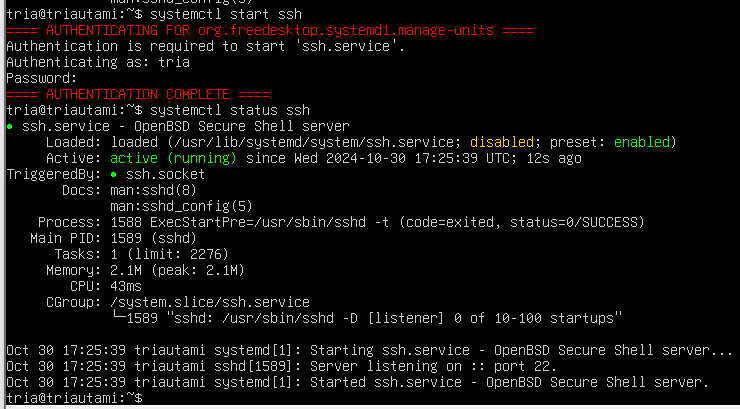 man:sshd_config(5)
tria@triautami:~$ systemctl start ssh
==== AUTHENTICATING FOR org.freedesktop.systemd1.manage-units ====
Authentication is required to start 'ssh.service'.
Authenticating as: tria
Password:
==== AUTHENTICATION COMPLETE ====
tria@triautami:~$ systemctl status ssh
● ssh.service - OpenBSD Secure Shell server
Loaded: loaded (/usr/lib/systemd/system/ssh.service; disabled; preset: enabled)
Active: active (running) since Wed 2024-10-30 17:25:39 UTC; 12s ago
TriggeredBy: ● ssh.socket
Docs: man:sshd(8)
man:sshd_config(5)
Process: 1588 ExecStartPre=/usr/sbin/sshd -t (code=exited, status=0/SUCCESS)
Main PID: 1589 (sshd)
Tasks: 1 (limit: 2276)
Memory: 2.1M (peak: 2.1M)
CPU: 43ms
CGroup: /system.slice/ssh.service
└─1589 "sshd: /usr/sbin/sshd -D [listener] 0 of 10-100 startups"
Oct 30 17:25:39 triautami systemd[1]: Starting ssh.service - OpenBSD Secure Shell server...
Oct 30 17:25:39 triautami sshd[1589]: Server listening on :: port 22.
Oct 30 17:25:39 triautami systemd[1]: Started ssh.service - OpenBSD Secure Shell server.
tria@triautami:~$